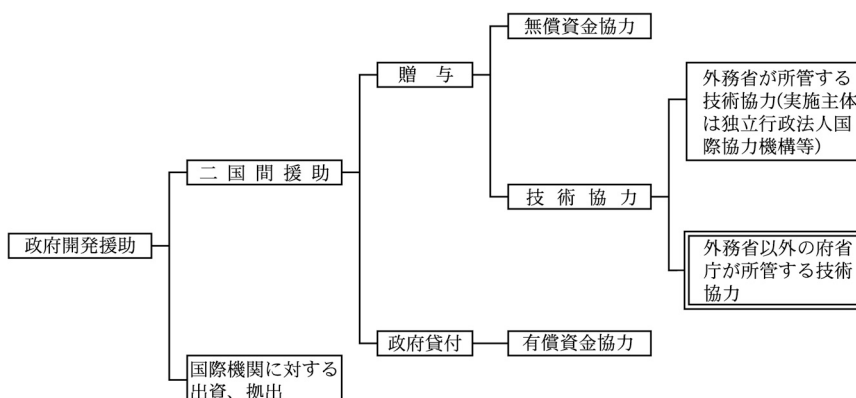 無償資金協力
贈与
外務省が所管する
技術協力(実施主体
は独立行政法人国
際協力機構等)
二国間援助
技術協力
政府開発援助
外務省以外の府省
庁が所管する技術
協力
政府貸付
有償資金協力
国際機関に対する
出資、拠出